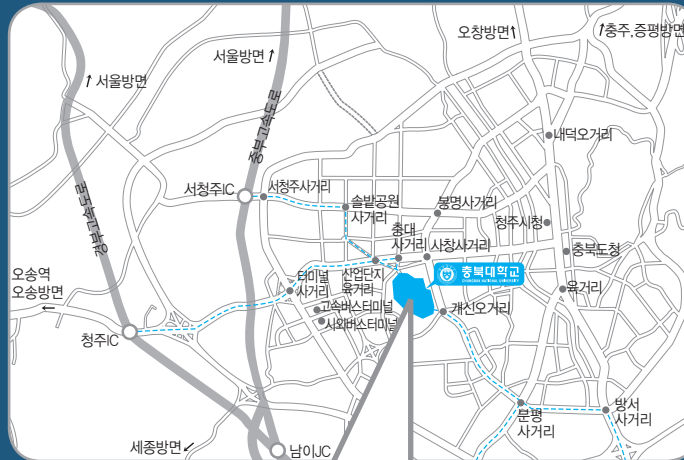 오창방면↑
↑충주,증평방면
서울방면↑
↑서울방면
중부고속도로
내덕오거리
서청주IC
서청주사거리
솔밭공원
사거리
봉명사거리
경부고속도로
청주시청
충대
사거리
사창사거리
충북도청
충북대학교
CHUNGBUK NATIONAL UNIVERSITY
오송역
오송방면
←
터미널
사거리
산업단지
육거리
육거리
고속버스터미널
시외버스터미널
개신오거리
청주IC
분평
사거리
방서
사거리
세종방면↙
남이JC